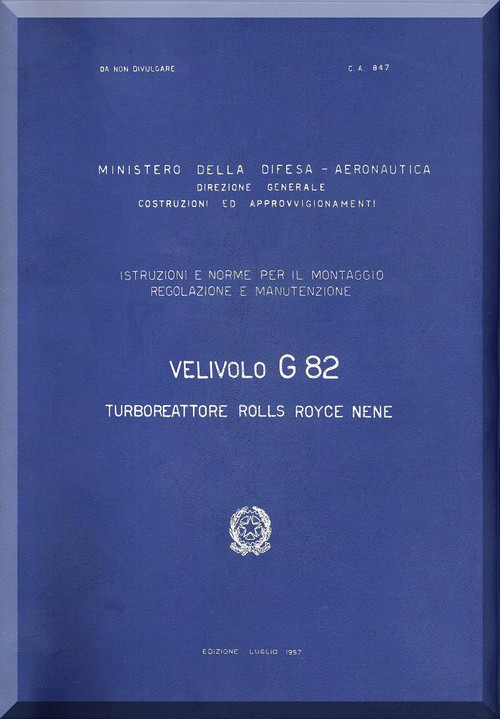 DA NON DIVULGARE
C. A. 847
MINISTERO DELLA DIFESA - AERONAUTICA
DIREZIONE GENERALE
COSTRUZIONI ED APPROVVIGIONAMENTI
ISTRUZIONI E NORME PER IL MONTAGGIO
REGOLAZIONE E MANUTENZIONE
VELIVOLO G 82
TURBOREATTORE ROLLS ROYCE NENE
EDIZIONE LUGLIO 1957